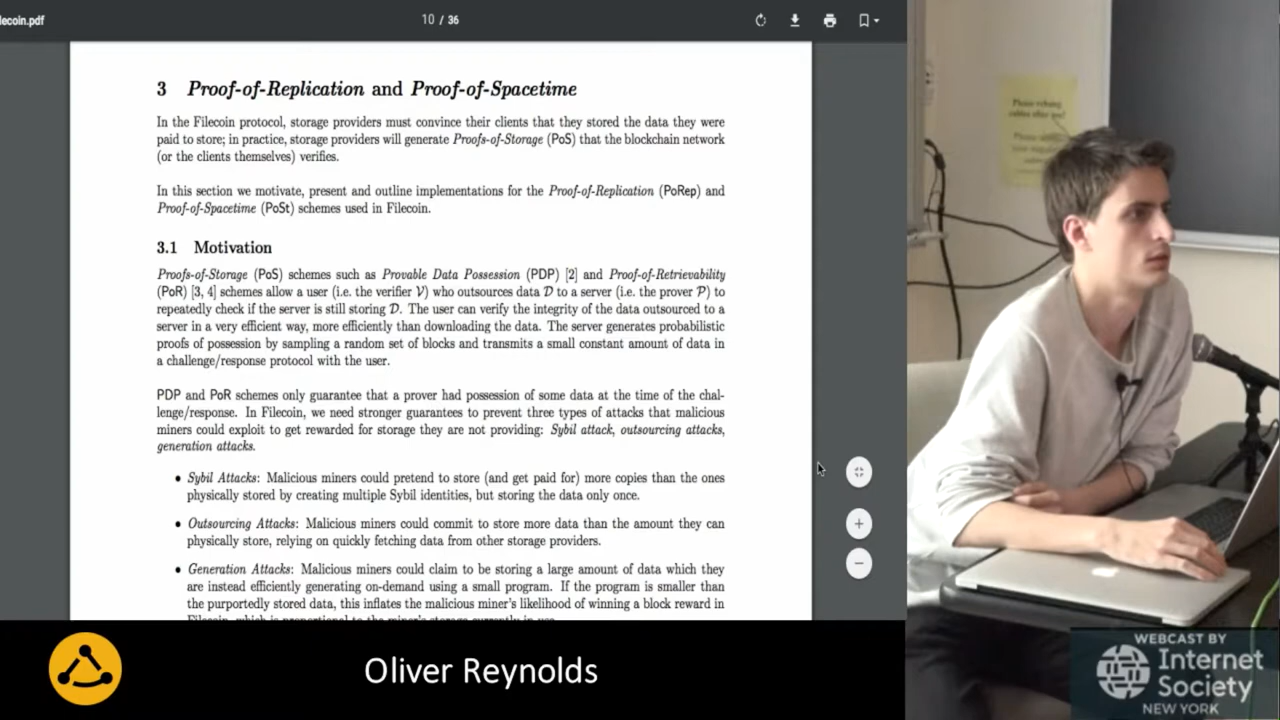 lecoin.pdf
10 / 36
3 Proof-of-Replication and Proof-of-Spacetime
In the Filecoin protocol, storage providers must convince their clients that they stored the data they were
paid to store; in practice, storage providers will generate Proofs-of-Storage (PoS) that the blockchain network
(or the clients themselves) verifies.
In this section we motivate, present and outline implementations for the Proof-of-Replication (PoRep) and
Proof-of-Spacetime (PoSt) schemes used in Filecoin.
3.1 Motivation
Proofs-of-Storage (PoS) schemes such as Provable Data Possession (PDP) [2] and Proof-of-Retrievability
(PoR) [3, 4] schemes allow a user (i.e. the verifier V) who outsources data D to a server (i.e. the prover P) to
repeatedly check if the server is still storing D. The user can verify the integrity of the data outsourced to a
server in a very efficient way, more efficiently than downloading the data. The server generates probabilistic
proofs of possession by sampling a random set of blocks and transmits a small constant amount of data in
a challenge/response protocol with the user.
PDP and PoR schemes only guarantee that a prover had possession of some data at the time of the chal-
lenge/response. In Filecoin, we need stronger guarantees to prevent three types of attacks that malicious
miners could exploit to get rewarded for storage they are not providing: Sybil attack, outsourcing attacks,
generation attacks.
• Sybil Attacks: Malicious miners could pretend to store (and get paid for) more copies than the ones
physically stored by creating multiple Sybil identities, but storing the data only once.
• Outsourcing Attacks: Malicious miners could commit to store more data than the amount they can
physically store, relying on quickly fetching data from other storage providers.
• Generation Attacks: Malicious miners could claim to be storing a large amount of data which they
are instead efficiently generating on-demand using a small program. If the program is smaller than
the purportedly stored data, this inflates the malicious miner's likelihood of winning a block reward in
Filecoin, which is proportional to the miner's storage currently in use.
Please
cables after
Please
Oliver Reynolds
WEBCAST BY
Internet
Society
NEW YORK